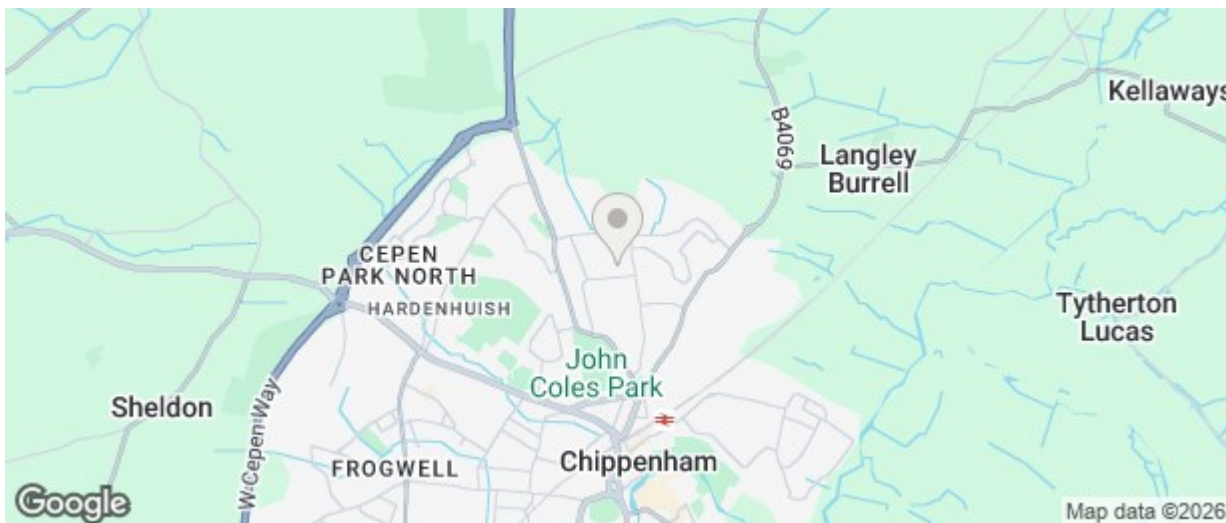 Kellaways
B4069
Langley
Burrell
CEPEN
PARK NORTH
HARDENHUISH
Tytherton
Lucas
John
Coles Park
Sheldon
W Cepen Way
FROGWELL
Chippenham
Google
Map data ©2026